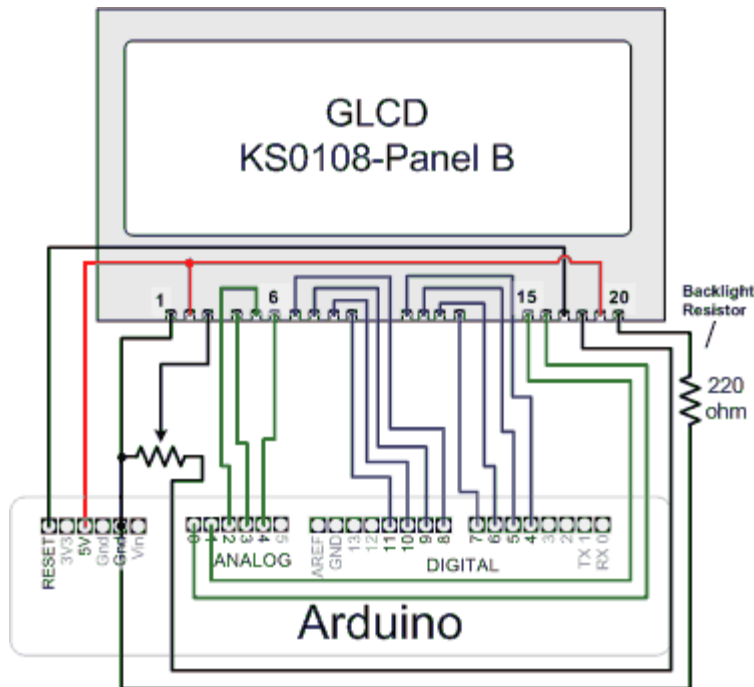 GLCD
KS0108-Panel B
1
6
15
20
Backlight
Resistor
220
ohm
RESET
3V3
5V
Gnd
Gnd
Vin
0
1
2
3
4
5
ANALOG
AREF
GND
13
12
11
10
9
8
7
6
5
4
3
2
TX 1
RX 0
DIGITAL
Arduino